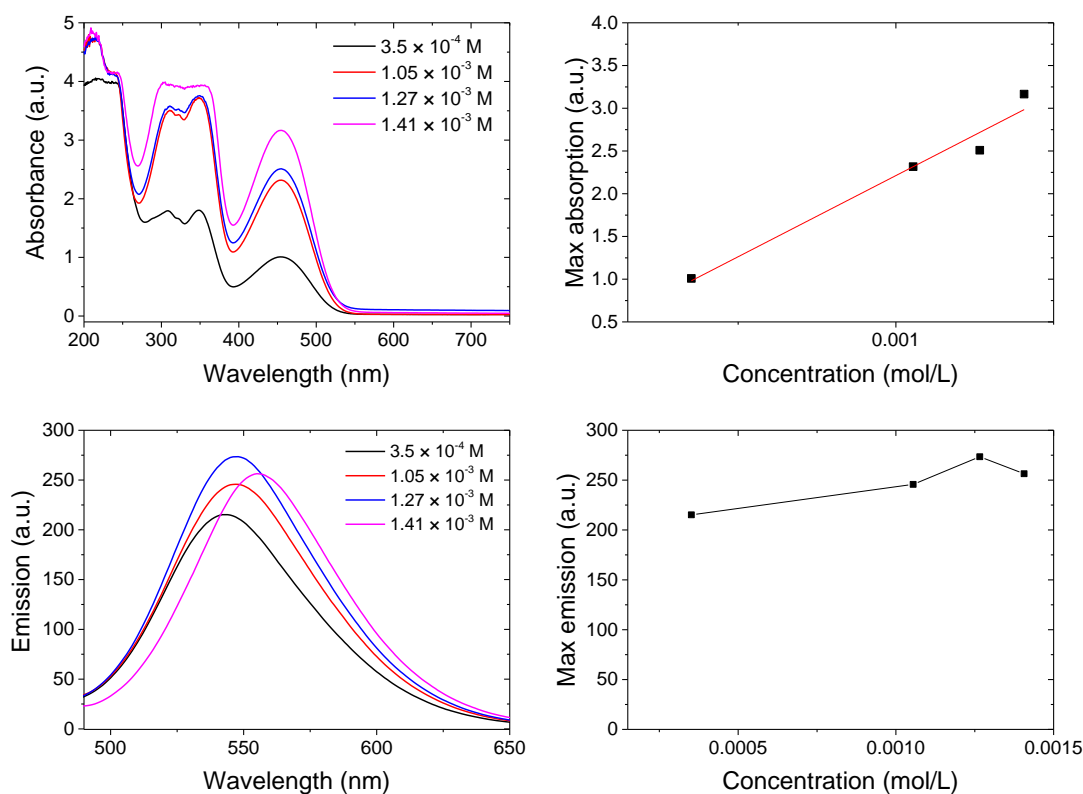 5
4
3
2
1
0
Absorbance (a.u.)
200 300 400 500 600 700
Wavelength (nm)
3.5 × 10⁻⁴ M
1.05 × 10⁻³ M
1.27 × 10⁻³ M
1.41 × 10⁻³ M
4.0
3.5
3.0
2.5
2.0
1.5
1.0
0.5
Max absorption (a.u.)
0.001
Concentration (mol/L)
300
250
200
150
100
50
0
Emission (a.u.)
500 550 600 650
Wavelength (nm)
3.5 × 10⁻⁴ M
1.05 × 10⁻³ M
1.27 × 10⁻³ M
1.41 × 10⁻³ M
300
250
200
150
100
50
0
Max emission (a.u.)
0.0005 0.0010 0.0015
Concentration (mol/L)